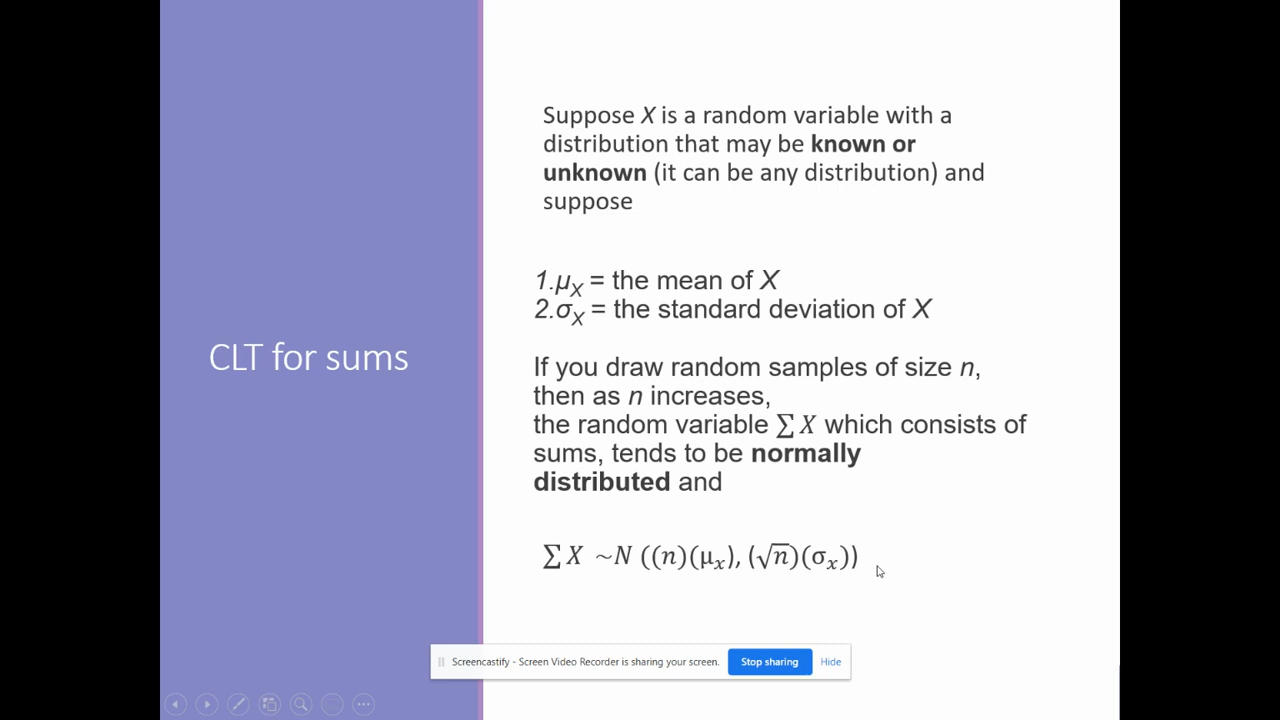 CLT for sums
Suppose X is a random variable with a
distribution that may be known or
unknown (it can be any distribution) and
suppose
1.μX = the mean of X
2.σX = the standard deviation of X
If you draw random samples of size n,
then as n increases,
the random variable ∑ X which consists of
sums, tends to be normally
distributed and
∑ X ~N ((n)(μx), (√n)(σx))
Screencastify - Screen Video Recorder is sharing your screen. Stop sharing Hide